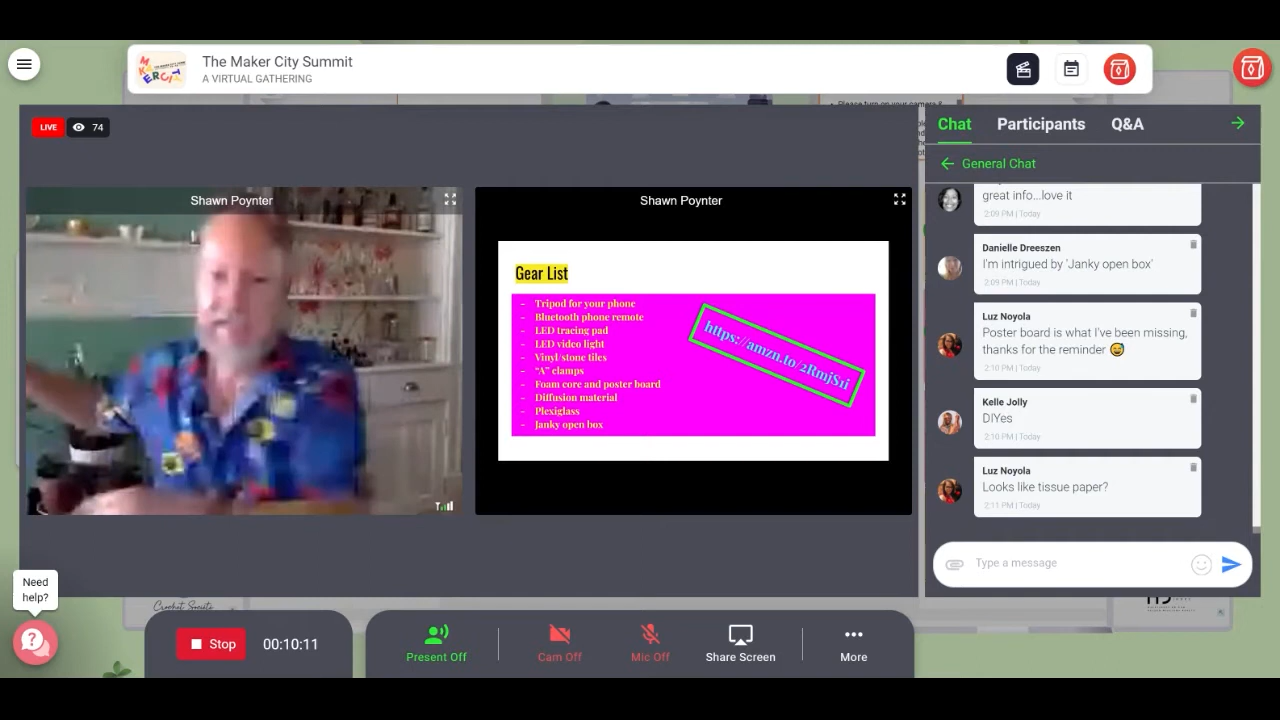 The Maker City Summit
A VIRTUAL GATHERING
LIVE
74
Shawn Poynter
Shawn Poynter
Gear List
- Tripod for your phone
- Bluetooth phone remote
- LED tracing pad
- LED video light
- Vinyl/stone tiles
- “A” clamps
- Foam core and poster board
- Diffusion material
- Plexiglass
- Janky open box
https://amzn.to/2RmjS1i
Chat Participants Q&A
General Chat
great info...love it
2:09 PM | Today
Danielle Dreeszen
I'm intrigued by 'Janky open box'
2:09 PM | Today
Luz Noyola
Poster board is what I've been missing,
thanks for the reminder 😅
2:10 PM | Today
Kelle Jolly
DIYes
2:10 PM | Today
Luz Noyola
Looks like tissue paper?
2:11 PM | Today
Type a message
Need
help?
Crochet Society
Stop 00:10:11
Present Off Cam Off Mic Off Share Screen More